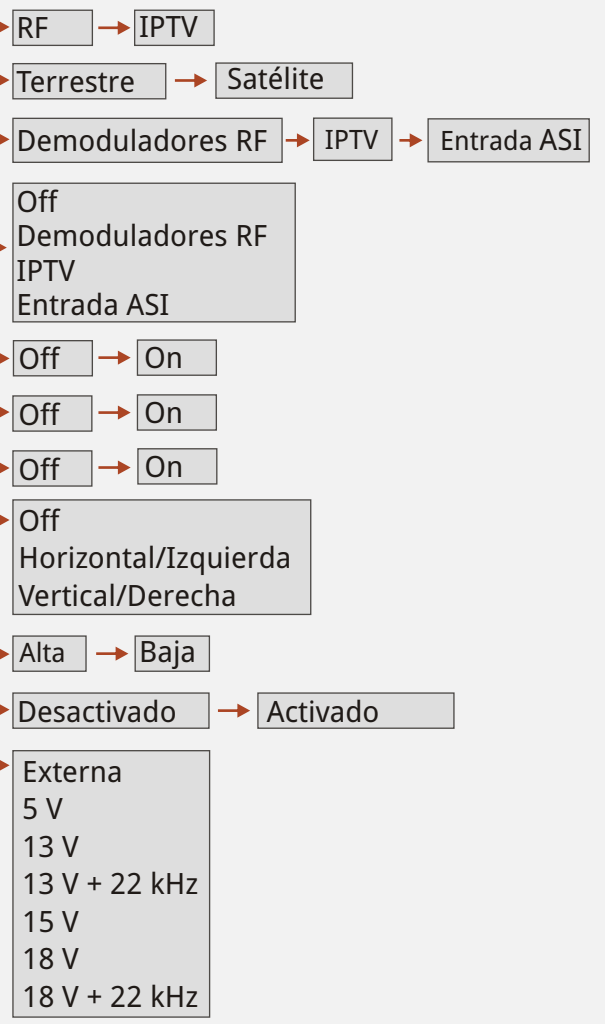 RF IPTV
Terrestre Satélite
Demoduladores RF IPTV Entrada ASI
Off
Demoduladores RF
IPTV
Entrada ASI
Off On
Off On
Off On
Off
Horizontal/Izquierda
Vertical/Derecha
Alta Baja
Desactivado Activado
Externa
5 V
13 V
13 V + 22 kHz
15 V
18 V
18 V + 22 kHz